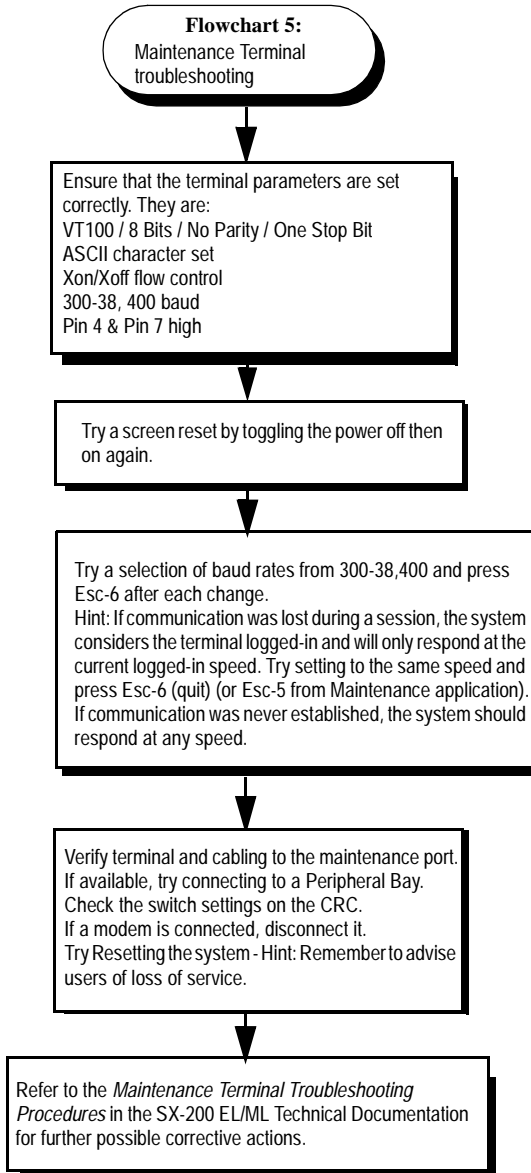 Flowchart 5:
Maintenance Terminal
troubleshooting
Ensure that the terminal parameters are set
correctly. They are:
VT100 / 8 Bits / No Parity / One Stop Bit
ASCII character set
Xon/Xoff flow control
300-38, 400 baud
Pin 4 & Pin 7 high
Try a screen reset by toggling the power off then
on again.
Try a selection of baud rates from 300-38,400 and press
Esc-6 after each change.
Hint: If communication was lost during a session, the system
considers the terminal logged-in and will only respond at the
current logged-in speed. Try setting to the same speed and
press Esc-6 (quit) (or Esc-5 from Maintenance application).
If communication was never established, the system should
respond at any speed.
Verify terminal and cabling to the maintenance port.
If available, try connecting to a Peripheral Bay.
Check the switch settings on the CRC.
If a modem is connected, disconnect it.
Try Resetting the system - Hint: Remember to advise
users of loss of service.
Refer to the Maintenance Terminal Troubleshooting
Procedures in the SX-200 EL/ML Technical Documentation
for further possible corrective actions.